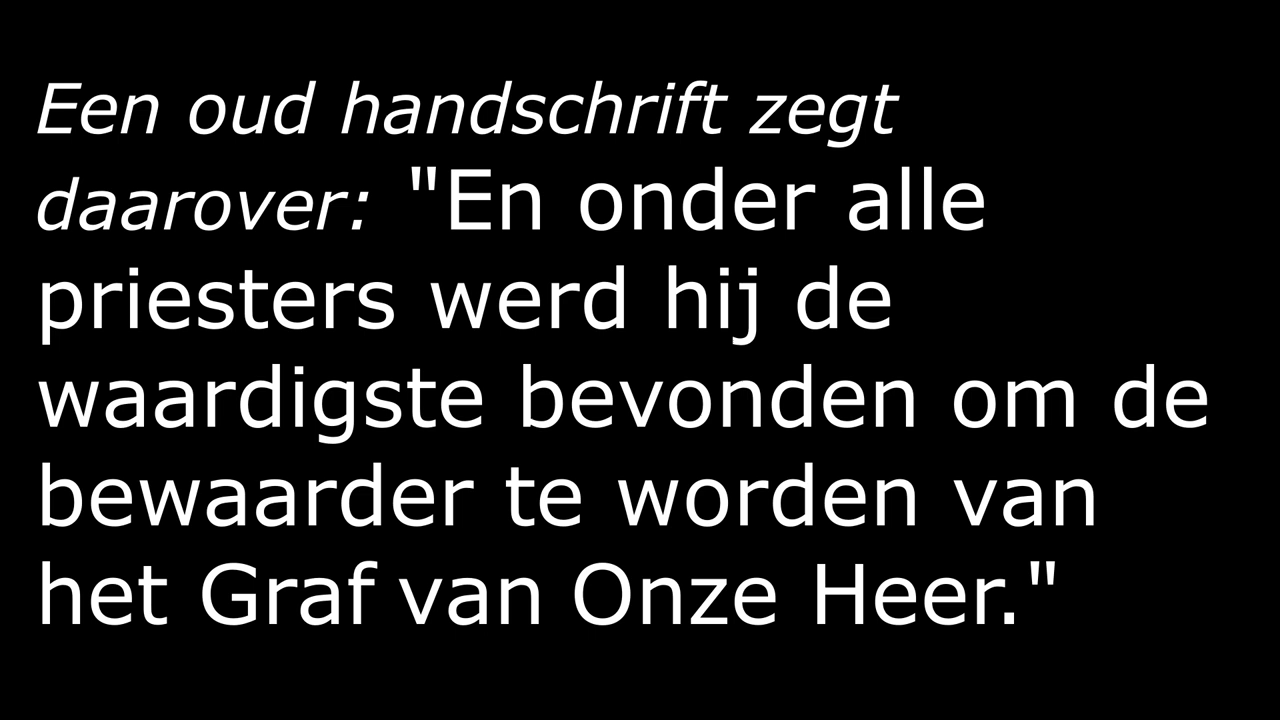 Een oud handschrift zegt
daarover: "En onder alle
priesters werd hij de
waardigste bevonden om de
bewaarder te worden van
het Graf van Onze Heer."